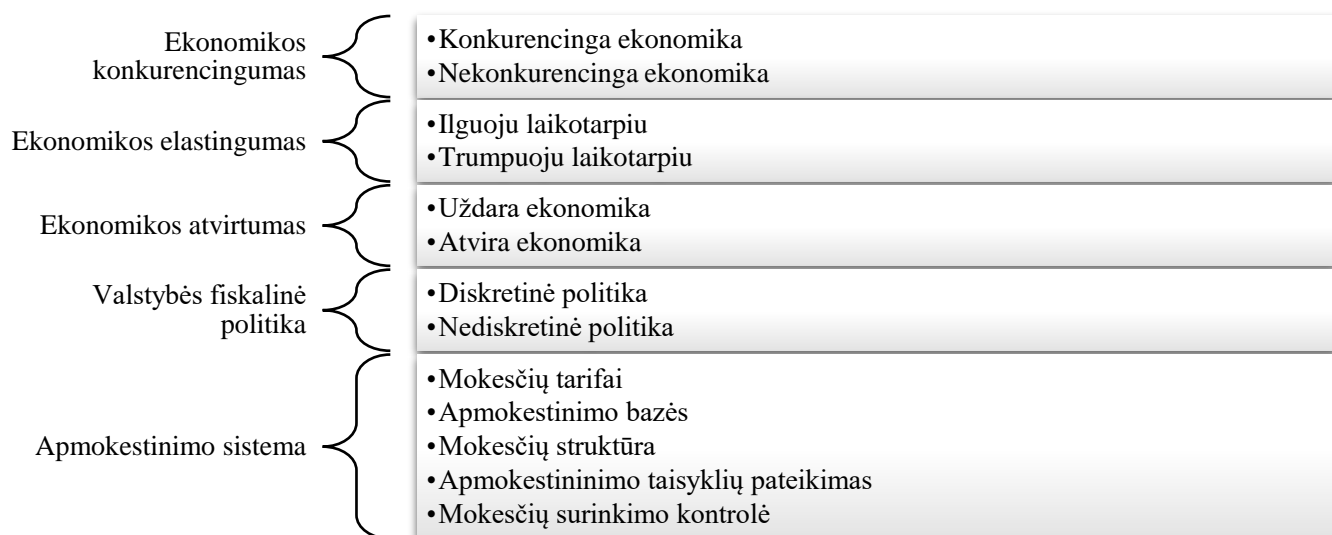 Ekonomikos
konkurencingumas
•Konkurencinga ekonomika
•Nekonkurencinga ekonomika
Ekonomikos elastingumas
•Ilguoju laikotarpiu
•Trumpuoju laikotarpiu
Ekonomikos atvirtumas
•Uždara ekonomika
•Atvira ekonomika
Valstybės fiskalinė
politika
•Diskretinė politika
•Nediskretinė politika
Apmokestinimo sistema
•Mokesčių tarifai
•Apmokestinimo bazės
•Mokesčių struktūra
•Apmokestininimo taisyklių pateikimas
•Mokesčių surinkimo kontrolė